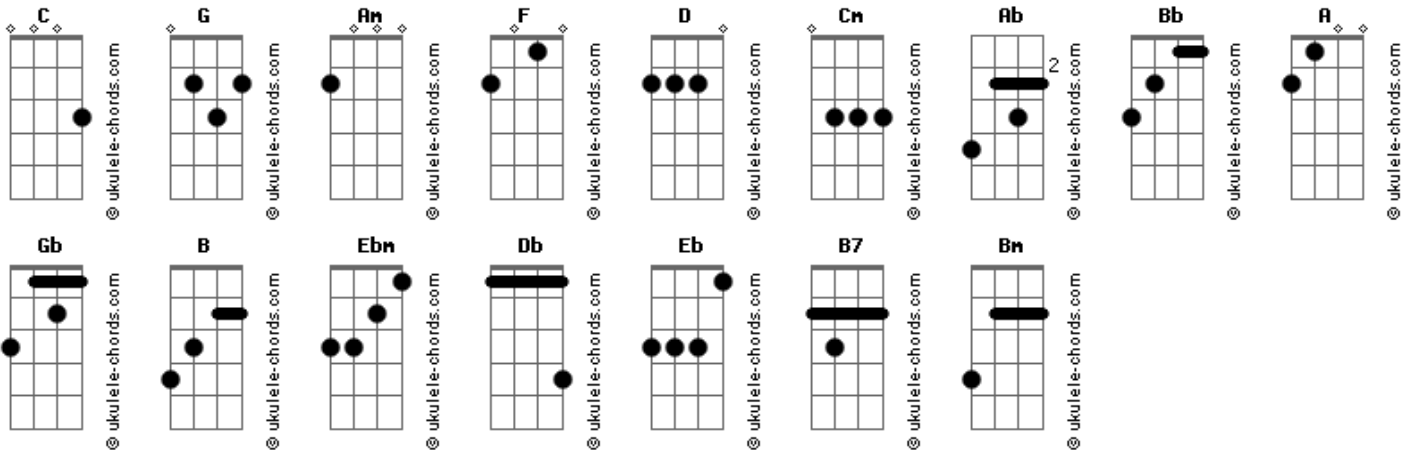 C G Am F D Cm Ab Bb A
2
© ukulele-chords.com © ukulele-chords.com © ukulele-chords.com © ukulele-chords.com © ukulele-chords.com © ukulele-chords.com © ukulele-chords.com © ukulele-chords.com © ukulele-chords.com
Gb B Ebm Db Eb B7 Bm
© ukulele-chords.com © ukulele-chords.com © ukulele-chords.com © ukulele-chords.com © ukulele-chords.com © ukulele-chords.com © ukulele-chords.com